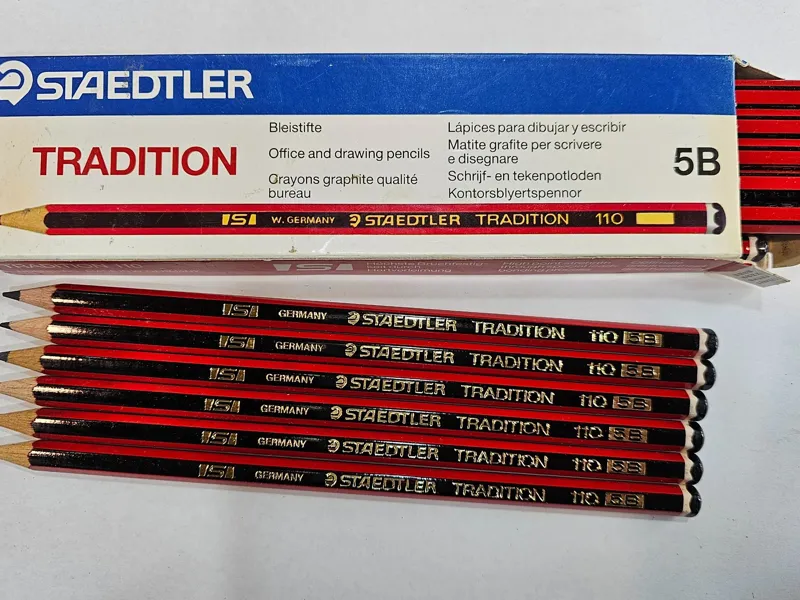 STAEDTLER
TRADITION
Bleistifte
Office and drawing pencils
Crayons graphite qualité
bureau
Lápices para dibujar y escribir
Matite grafite per scrivere
e disegnare
Schrijf- en tekenpotloden
Kontorsblyertspennor
5B
S W. GERMANY STAEDTLER TRADITION 110
S GERMANY STAEDTLER TRADITION 110 5B
S GERMANY STAEDTLER TRADITION 110 5B
S GERMANY STAEDTLER TRADITION 110 5B
S GERMANY STAEDTLER TRADITION 110 5B
S GERMANY STAEDTLER TRADITION 110 5B
S GERMANY STAEDTLER TRADITION 110 5B